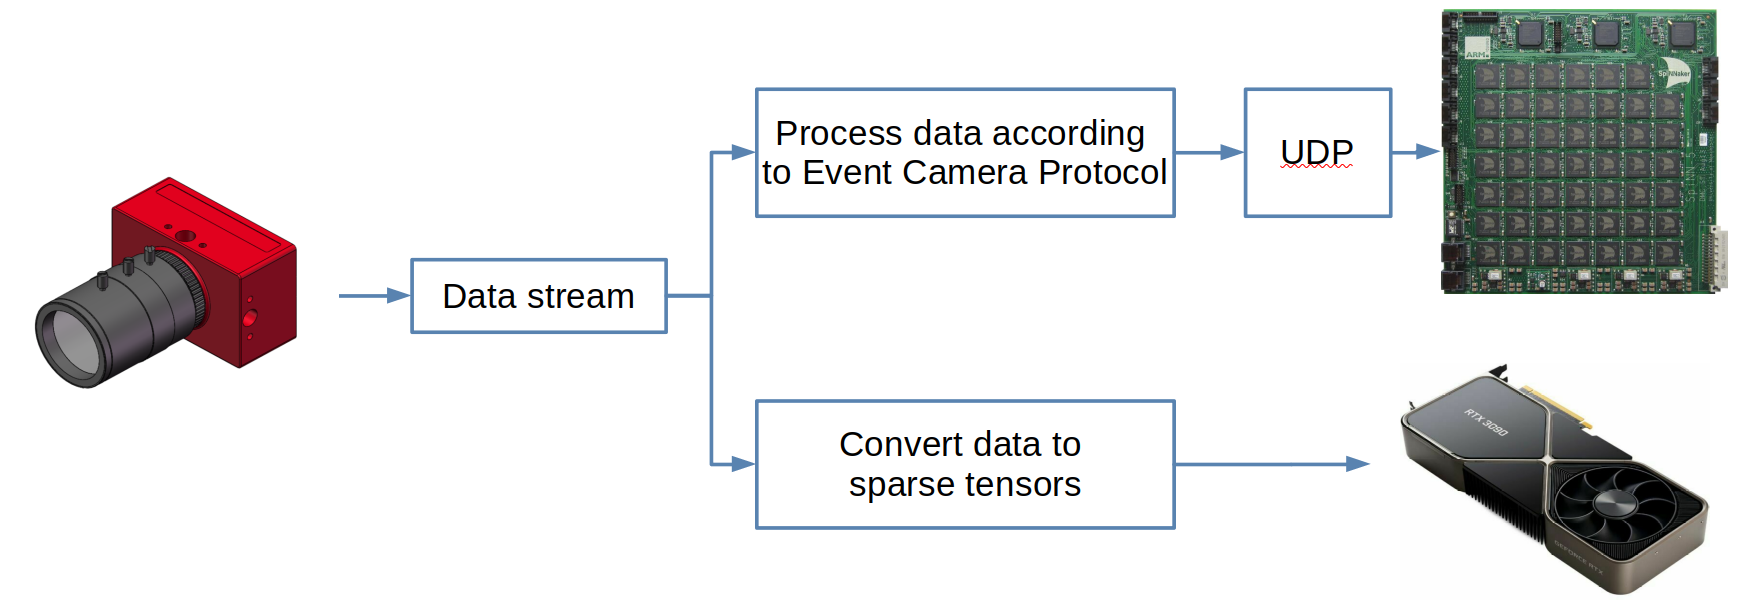 Data stream
Process data according
to Event Camera Protocol
UDP
ARM
SpiNNaker
Convert data to
sparse tensors
RTX 3090
GEFORCE RTX